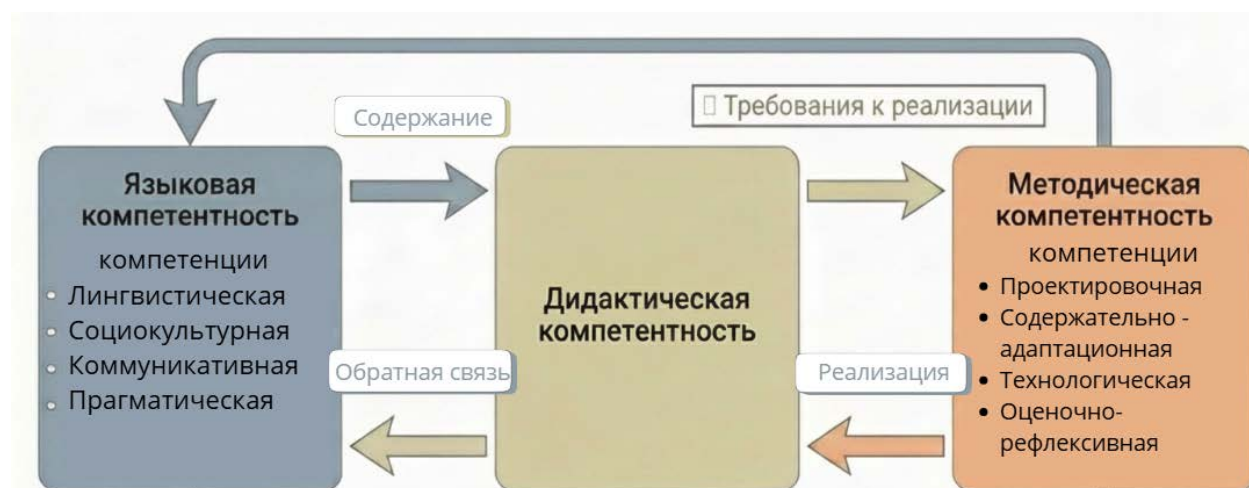 Содержание
Требования к реализации
Языковая
компетентность
компетенции
Лингвистическая
Социокультурная
Коммуникативная
Прагматическая
Обратная связь
Дидактическая
компетентность
Реализация
Методическая
компетентность
компетенции
• Проектировочная
• Содержательно -
адаптационная
• Технологическая
• Оценочно-
рефлексивная